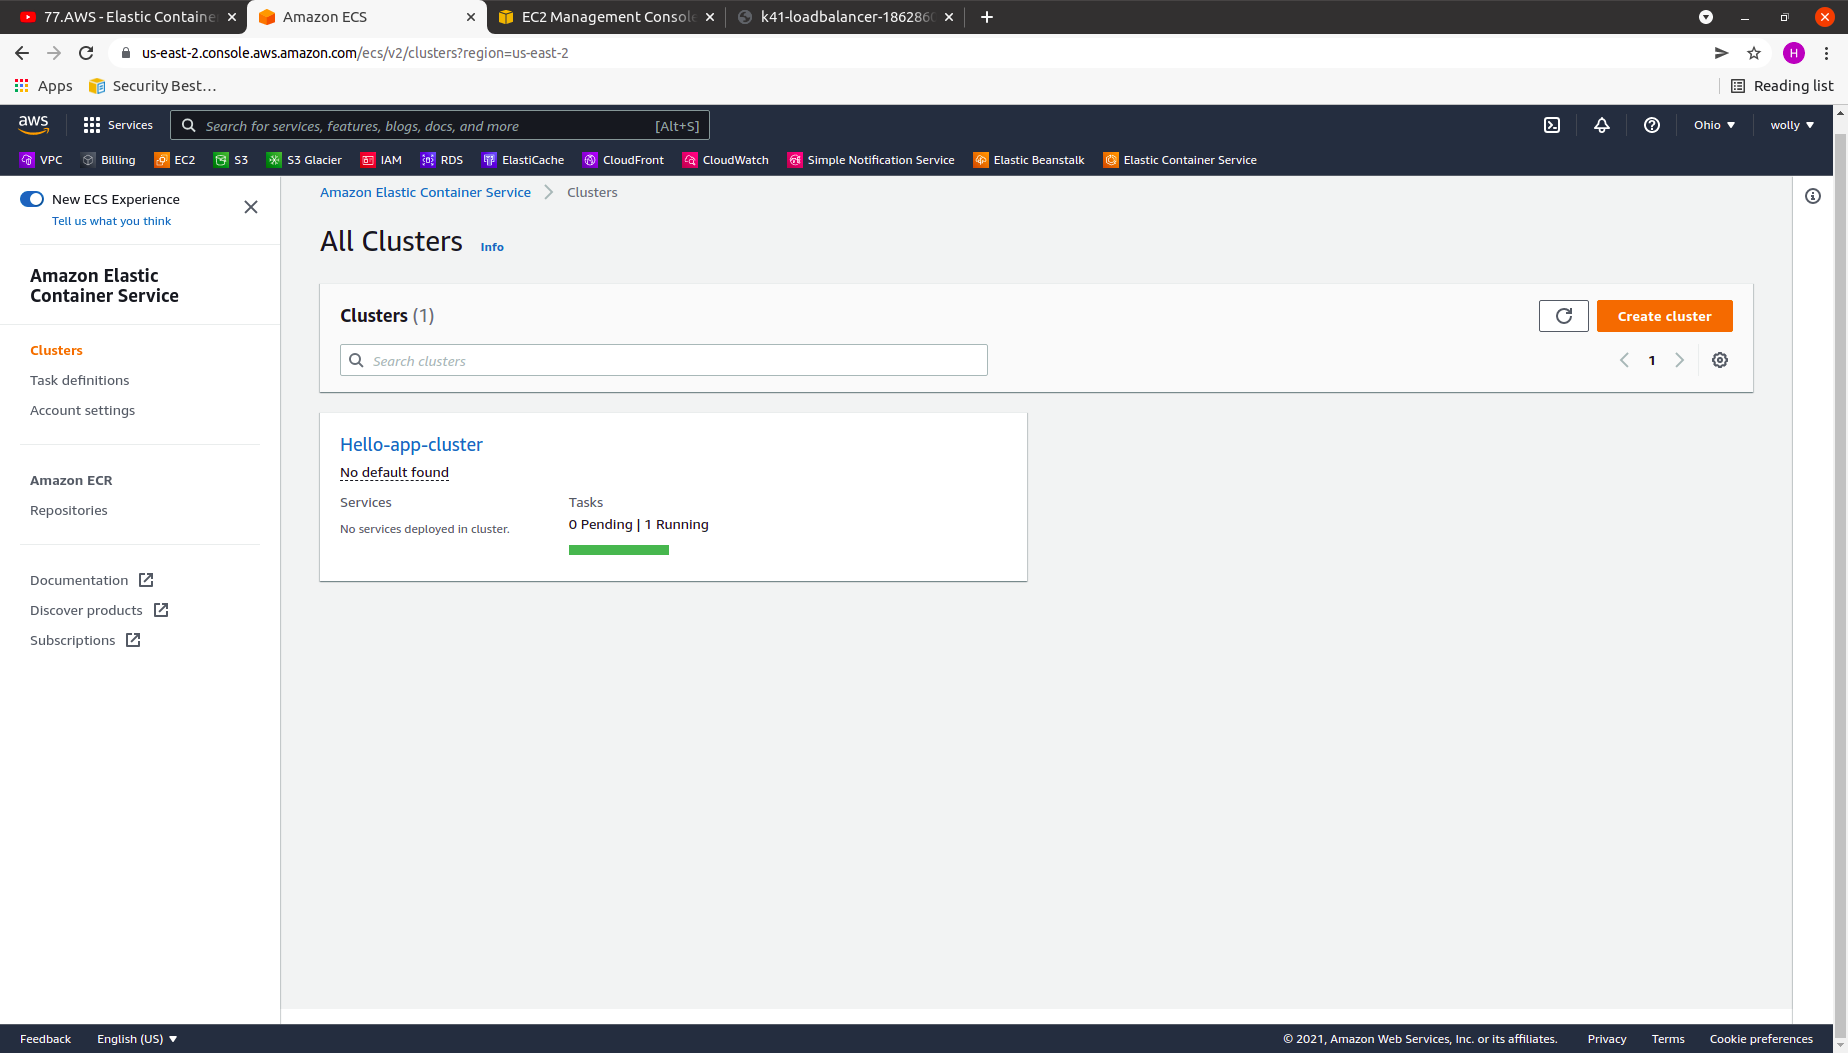 77.AWS - Elastic Containe
Amazon ECS
EC2 Management Consol
k41-loadbalancer-186286
us-east-2.console.aws.amazon.com/ecs/v2/clusters?region=us-east-2
H
Apps
Security Best...
Reading list
aws
Services
Search for services, features, blogs, docs, and more
[Alt+S]
Ohio
wolly
VPC
Billing
EC2
S3
S3 Glacier
IAM
RDS
ElastiCache
CloudFront
CloudWatch
Simple Notification Service
Elastic Beanstalk
Elastic Container Service
New ECS Experience
Tell us what you think
Amazon Elastic
Container Service
Clusters
Task definitions
Account settings
Amazon ECR
Repositories
Documentation
Discover products
Subscriptions
Amazon Elastic Container Service
Clusters
All Clusters
Info
Clusters (1)
Create cluster
Search clusters
1
Hello-app-cluster
No default found
Services
No services deployed in cluster.
Tasks
0 Pending | 1 Running
Feedback
English (US)
© 2021, Amazon Web Services, Inc. or its affiliates.
Privacy
Terms
Cookie preferences